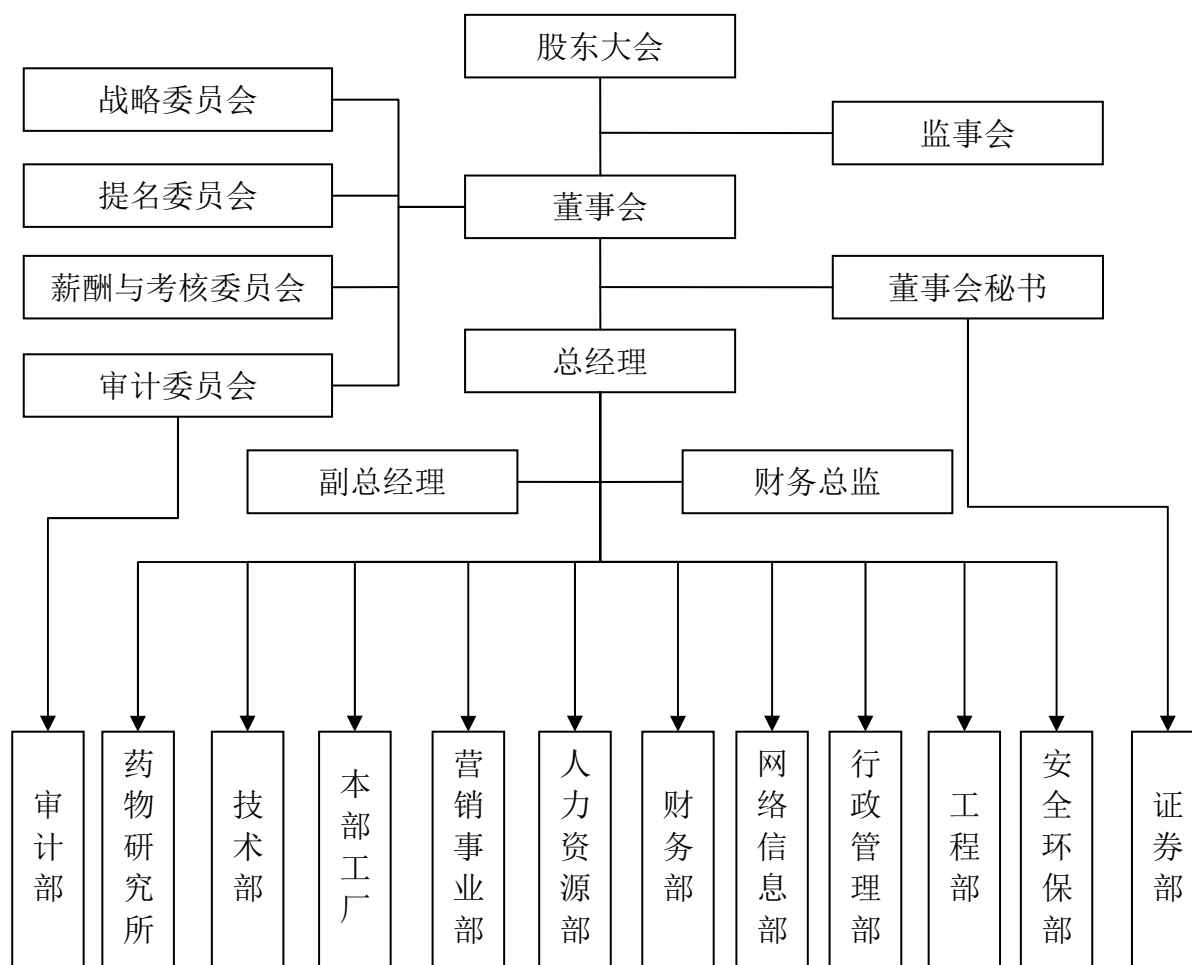 股东大会
战略委员会
监事会
提名委员会
董事会
薪酬与考核委员会
董事会秘书
总经理
审计委员会
副总经理
财务总监
审计部
药物研究所
技术部
本部工厂
营销事业部
人力资源部
财务部
网络信息部
行政管理部
工程部
安全环保部
证券部